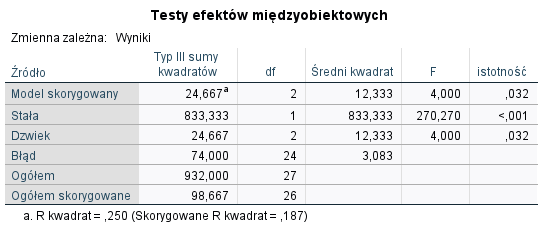 Testy efektów międzyobiektowych
Zmienna zależna: Wyniki
Źródło Typ III sumy kwadratów df Średni kwadrat F istotność
Model skorygowany 24,667a 2 12,333 4,000 ,032
Stała 833,333 1 833,333 270,270 <,001
Dzwiek 24,667 2 12,333 4,000 ,032
Błąd 74,000 24 3,083
Ogółem 932,000 27
Ogółem skorygowane 98,667 26
a. R kwadrat = ,250 (Skorygowane R kwadrat = ,187)